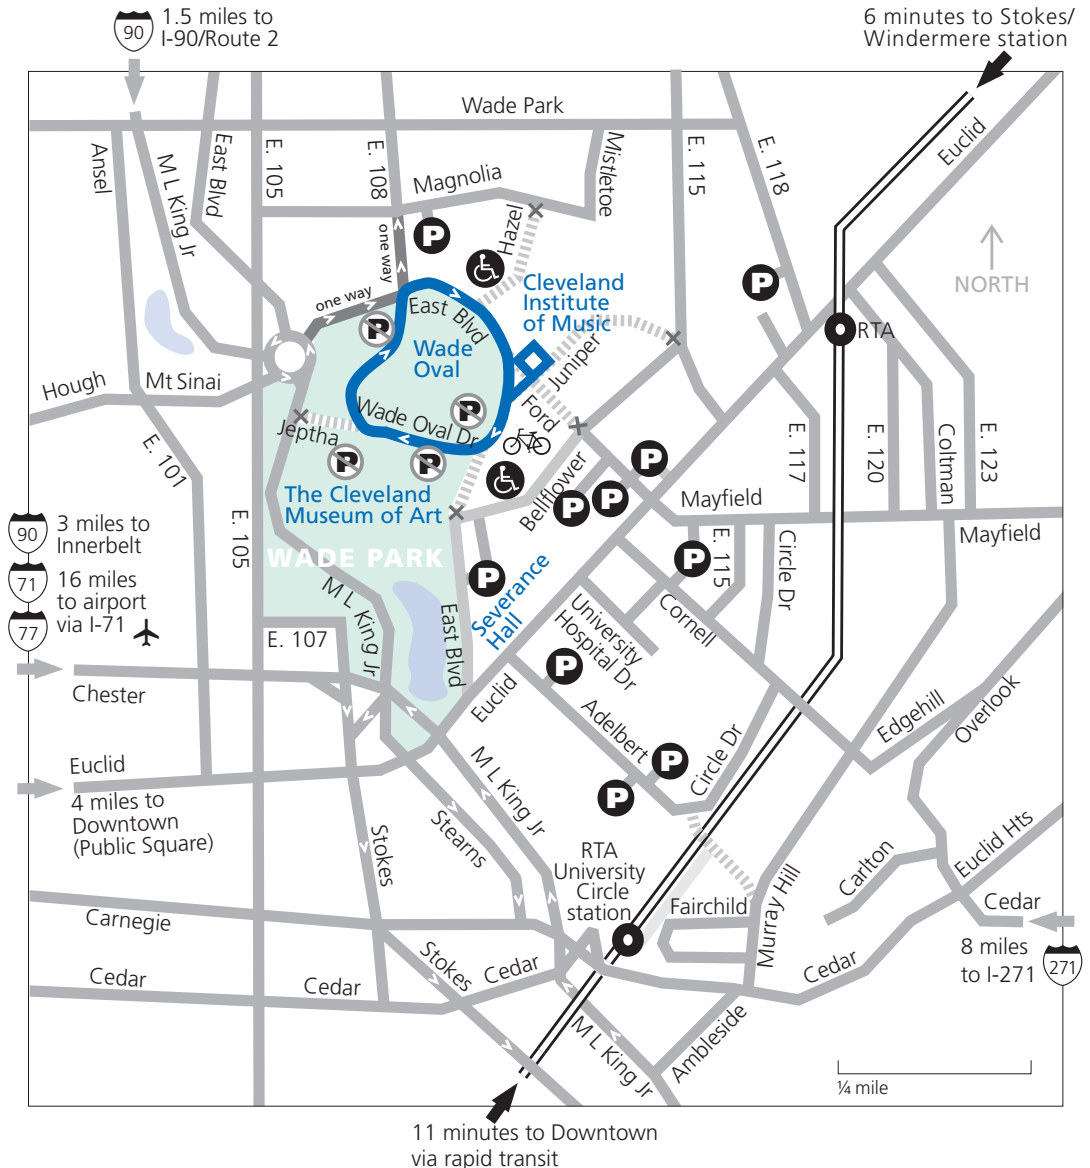 90
1.5 miles to
I-90/Route 2
6 minutes to Stokes/
Windermere station
Wade Park
Ansel
M L King Jr
East Blvd
E. 105
E. 108
Magnolia
Mistletoe
E. 115
E. 118
Euclid
one way
one way
P
Hazel
NORTH
P
Cleveland
Institute
of Music
East Blvd
P
Wade
Oval
Juniper
RTA
Hough
Mt Sinai
Jeptha
Wade Oval Dr
P
Ford
P
P
Bellflower
P
P
P
E. 101
E. 117
E. 120
Coltman
E. 123
The Cleveland
Museum of Art
Mayfield
Mayfield
90
3 miles to
Innerbelt
71
16 miles
to airport
via I-71
77
E. 105
WADE PARK
P
Severance
Hall
P
E. 115
Circle Dr
M L King Jr
East Blvd
E. 107
University
Hospital Dr
Cornell
P
Chester
Euclid
Adelbert
Circle Dr
Edgehill
Overlook
P
P
Euclid
4 miles to
Downtown
(Public Square)
Stokes
Stearns
M L King Jr
RTA
University
Circle
station
Fairchild
Murray Hill
Carlton
Euclid Hts
Cedar
Carnegie
8 miles
to I-271
271
Cedar
Cedar
Stokes
Cedar
Cedar
M L King Jr
Ambleside
¼ mile
11 minutes to Downtown
via rapid transit